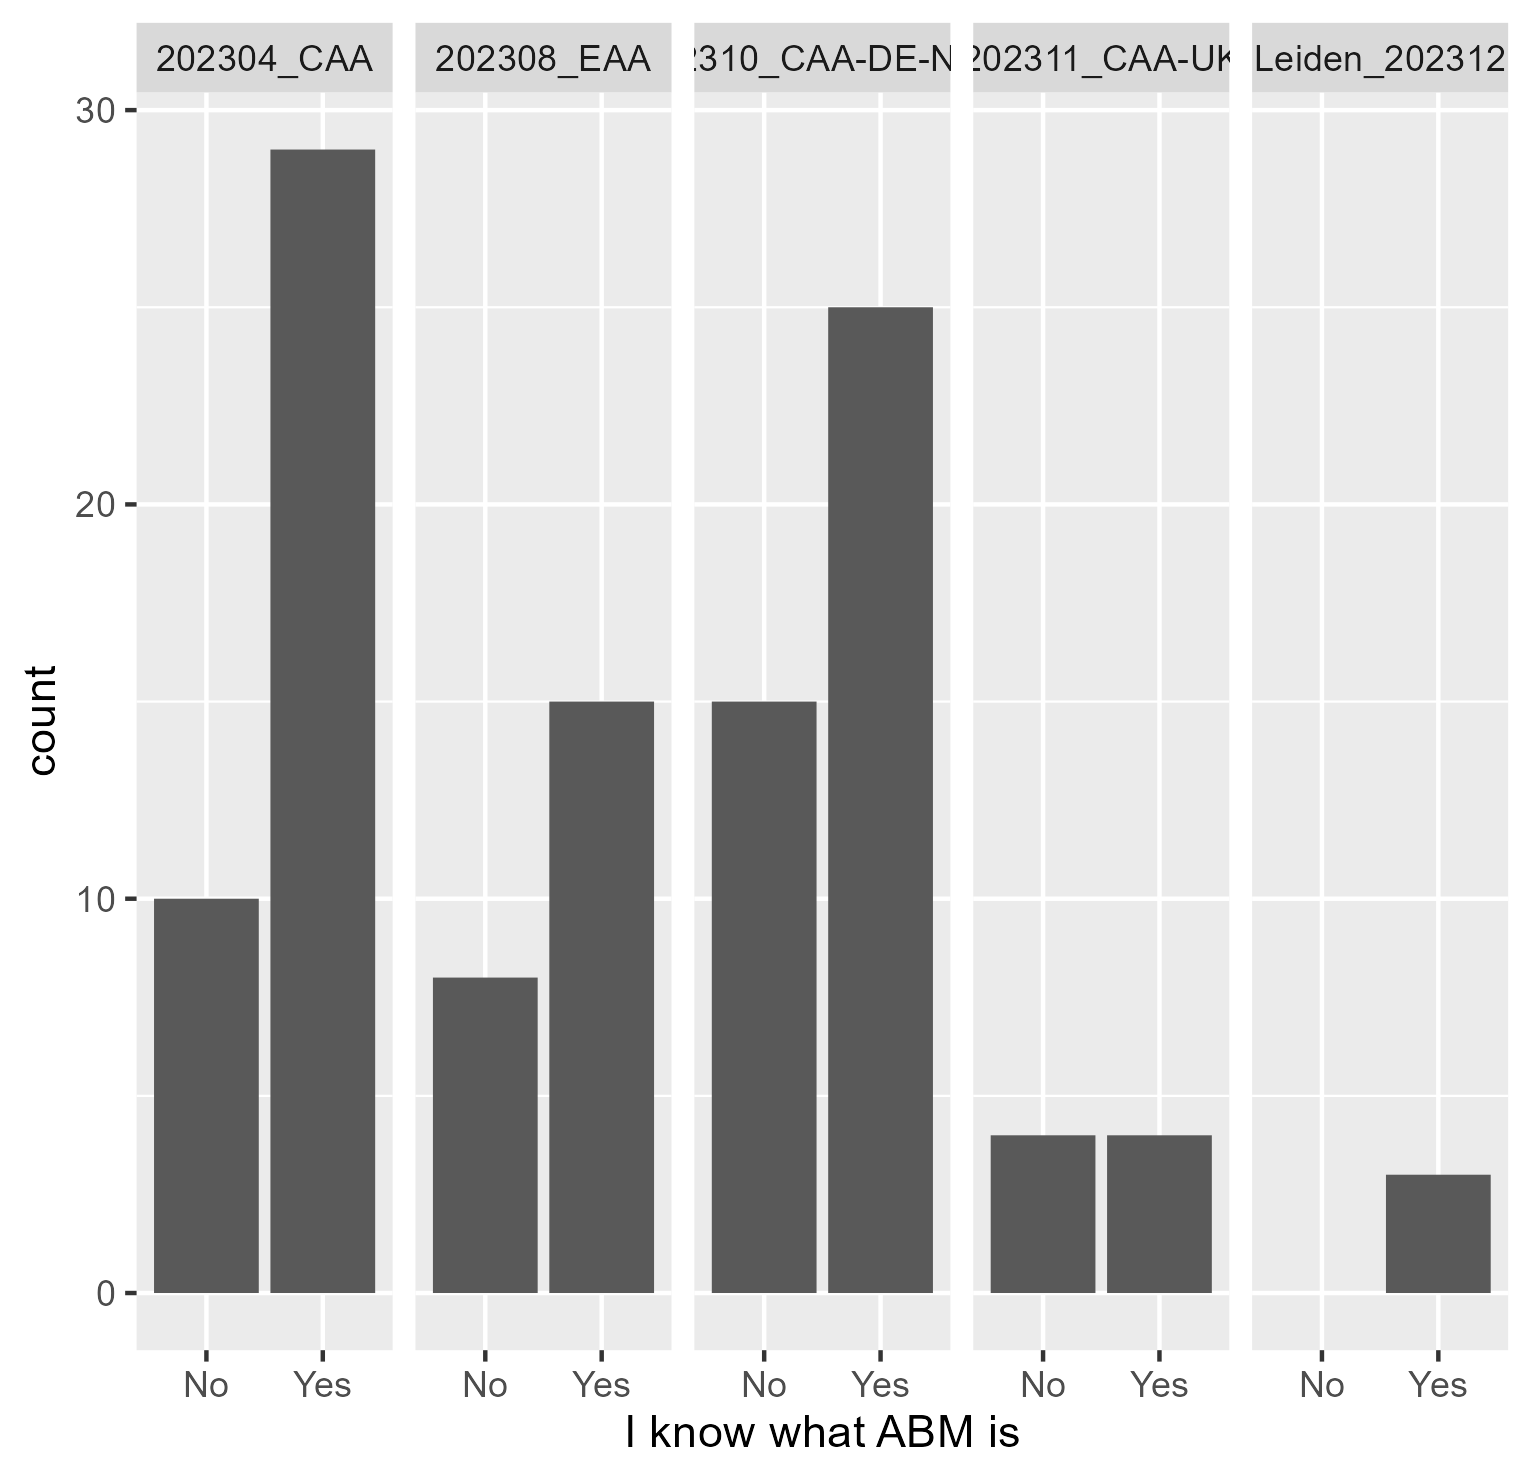 202304_CAA
202308_EAA
2310_CAA-DE-N
202311_CAA-UK
Leiden_202312
30
20
10
0
count
No Yes No Yes No Yes No Yes No Yes
I know what ABM is